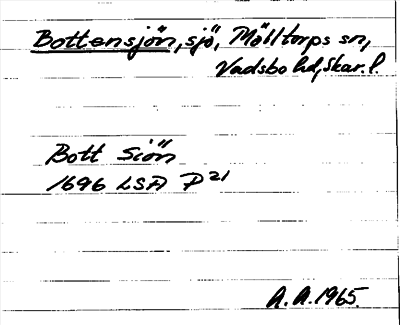 Bottensjön, sjö, Mölltorps sn,
Vadsbo hd, Skar. l.
Bott Siön
1696 LSA P21
A. A. 1965.